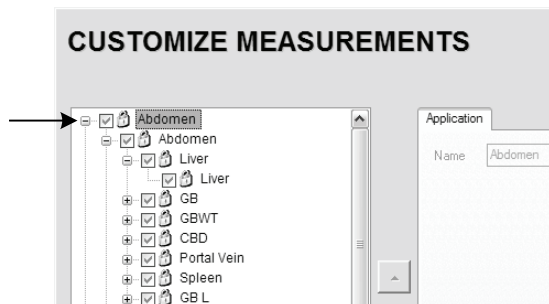 CUSTOMIZE MEASUREMENTS
Abdomen
Abdomen
Liver
Liver
GB
GBWT
CBD
Portal Vein
Spleen
GB L
Application
Name Abdomen